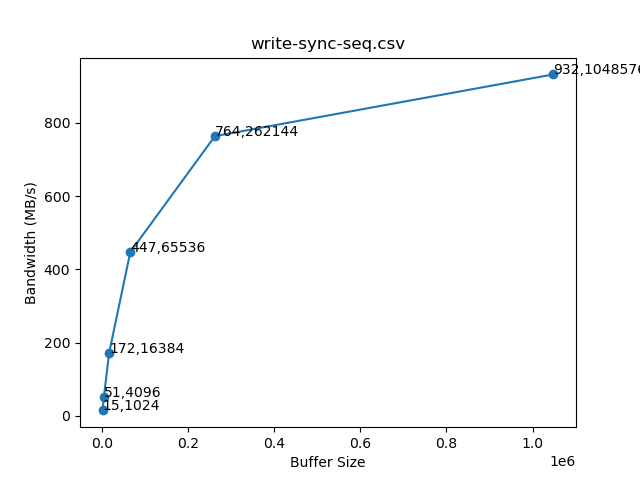 write-sync-seq.csv
932,1048576
764,262144
447,65536
172,16384
51,4096
15,1024
800
600
400
200
0
Bandwidth (MB/s)
0.0 0.2 0.4 0.6 0.8 1.0
1e6
Buffer Size